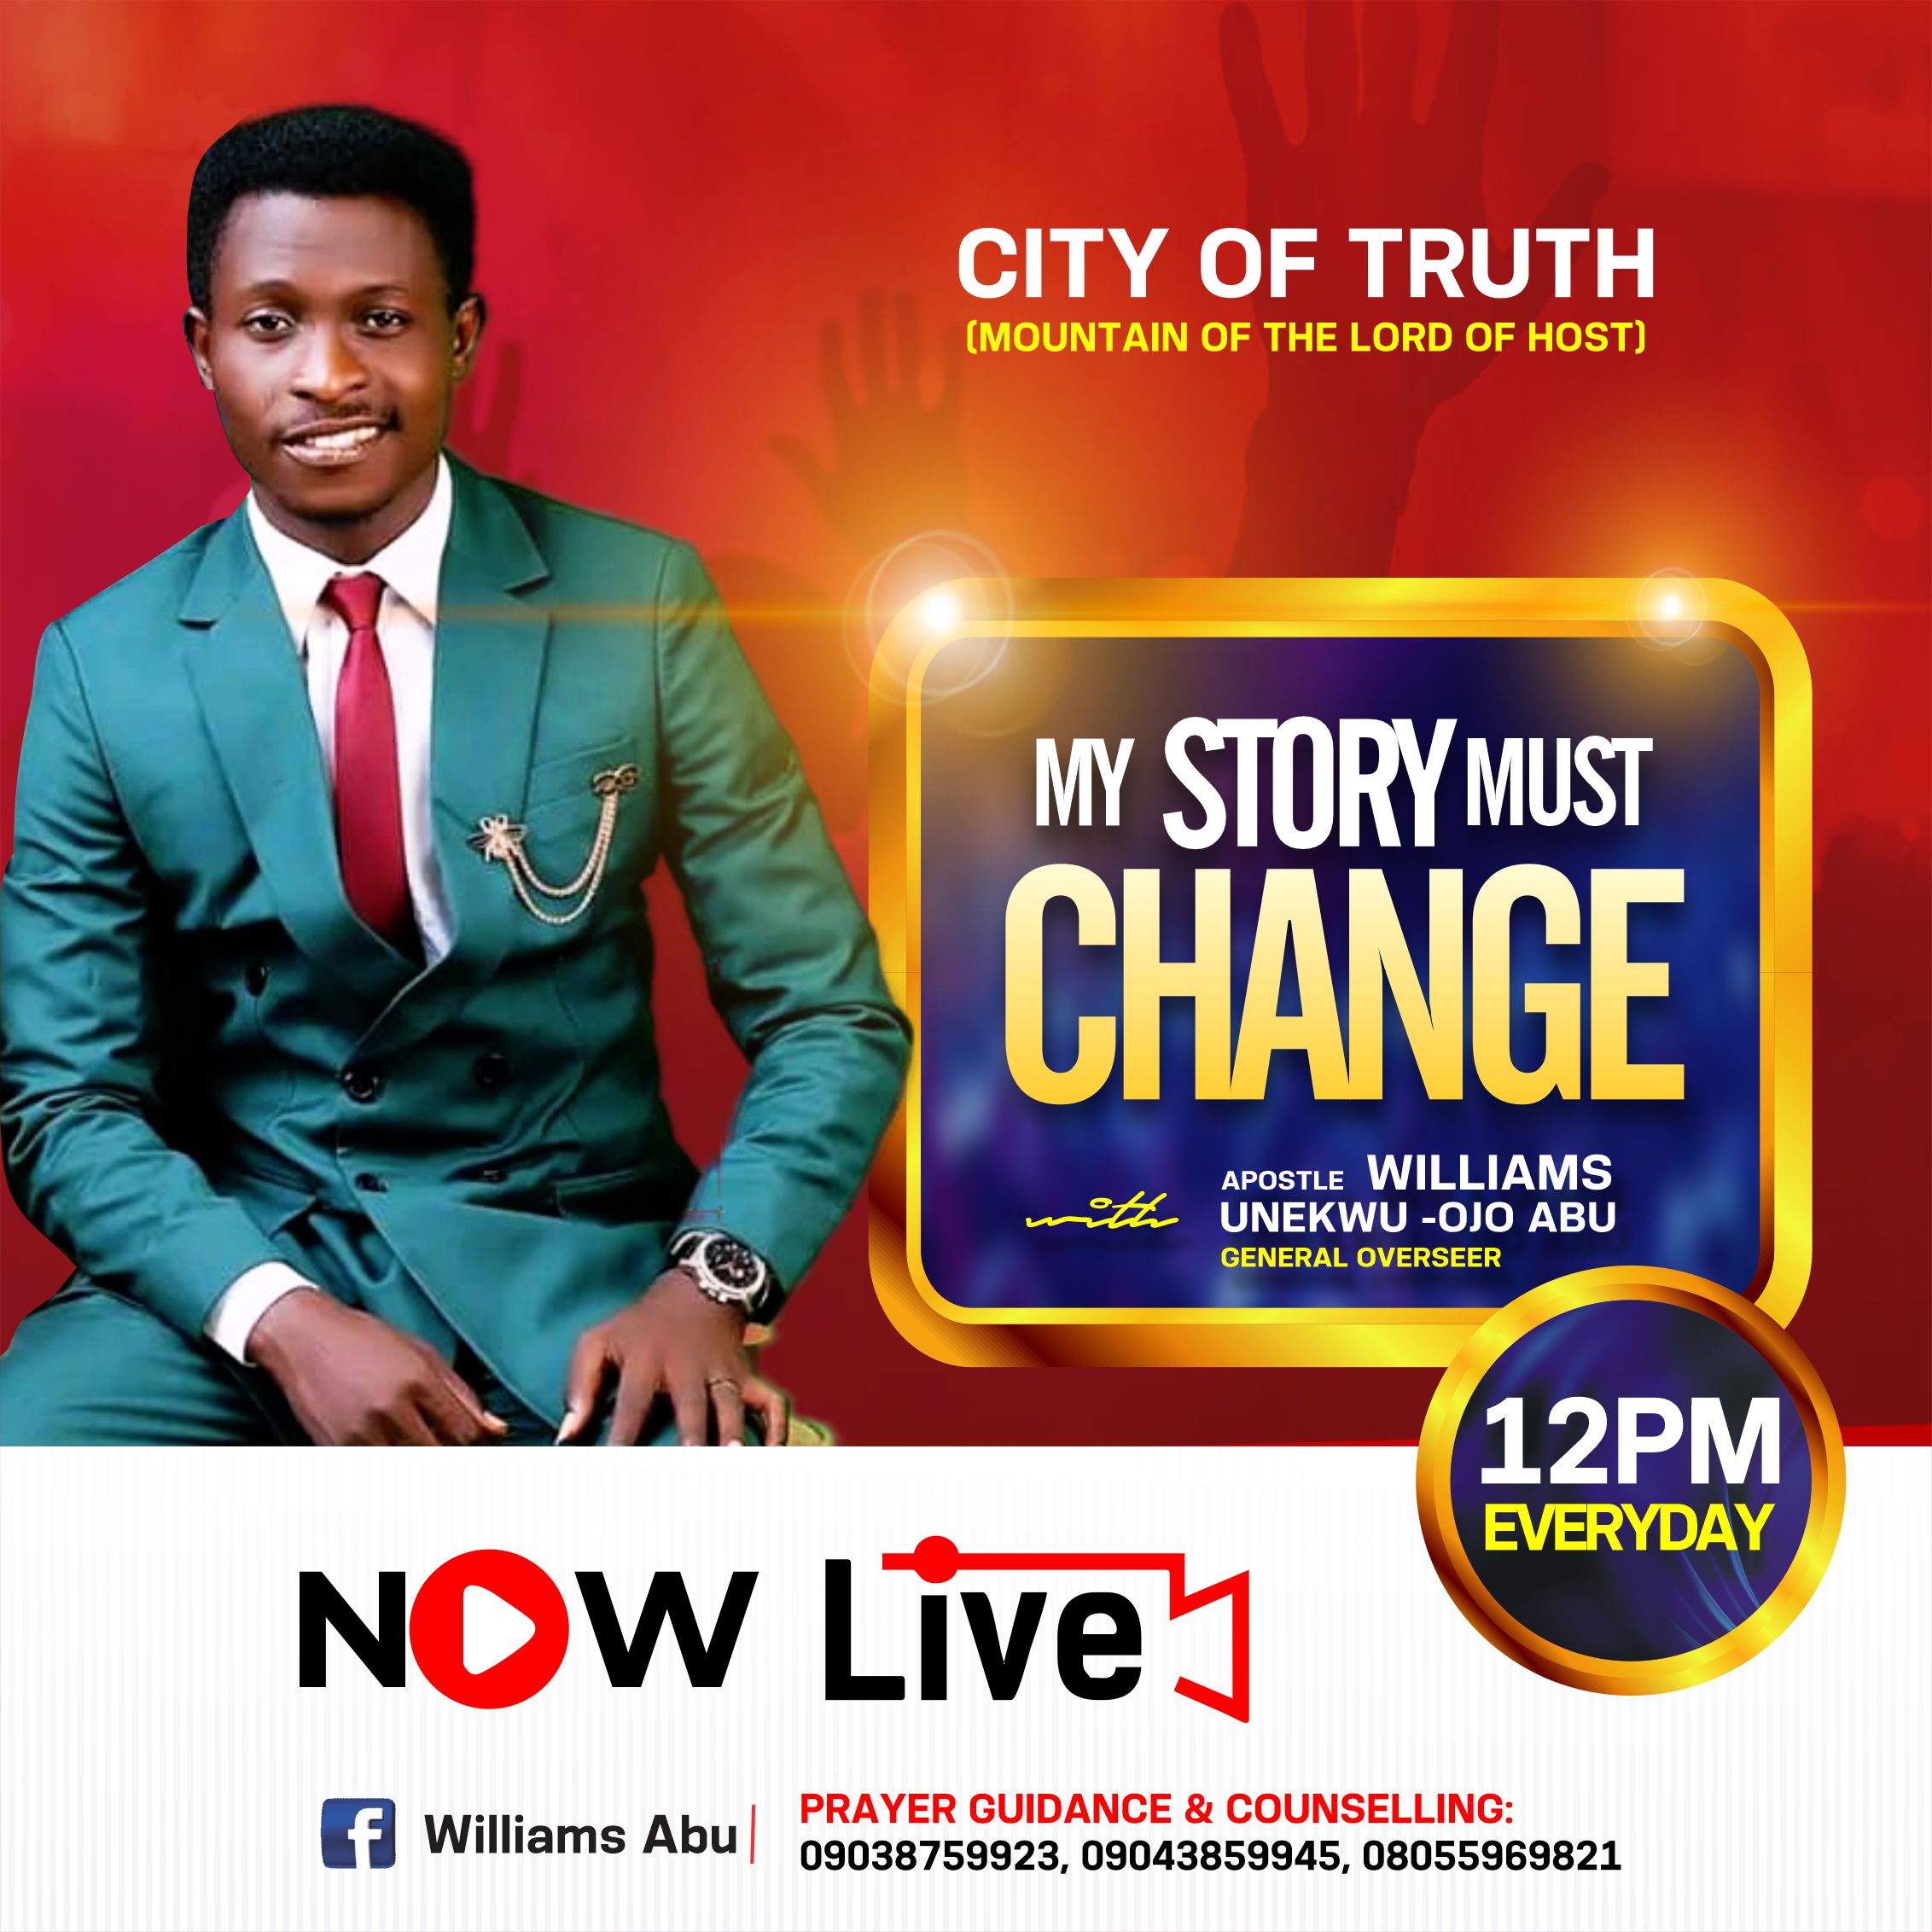 CITY OF TRUTH
(MOUNTAIN OF THE LORD OF HOST)
MY STORY MUST
CHANGE
with APOSTLE WILLIAMS
UNEKWU -OJO ABU
GENERAL OVERSEER
12PM
EVERYDAY
NOW Live
f Williams Abu
PRAYER GUIDANCE & COUNSELLING:
09038759923, 09043859945, 08055969821